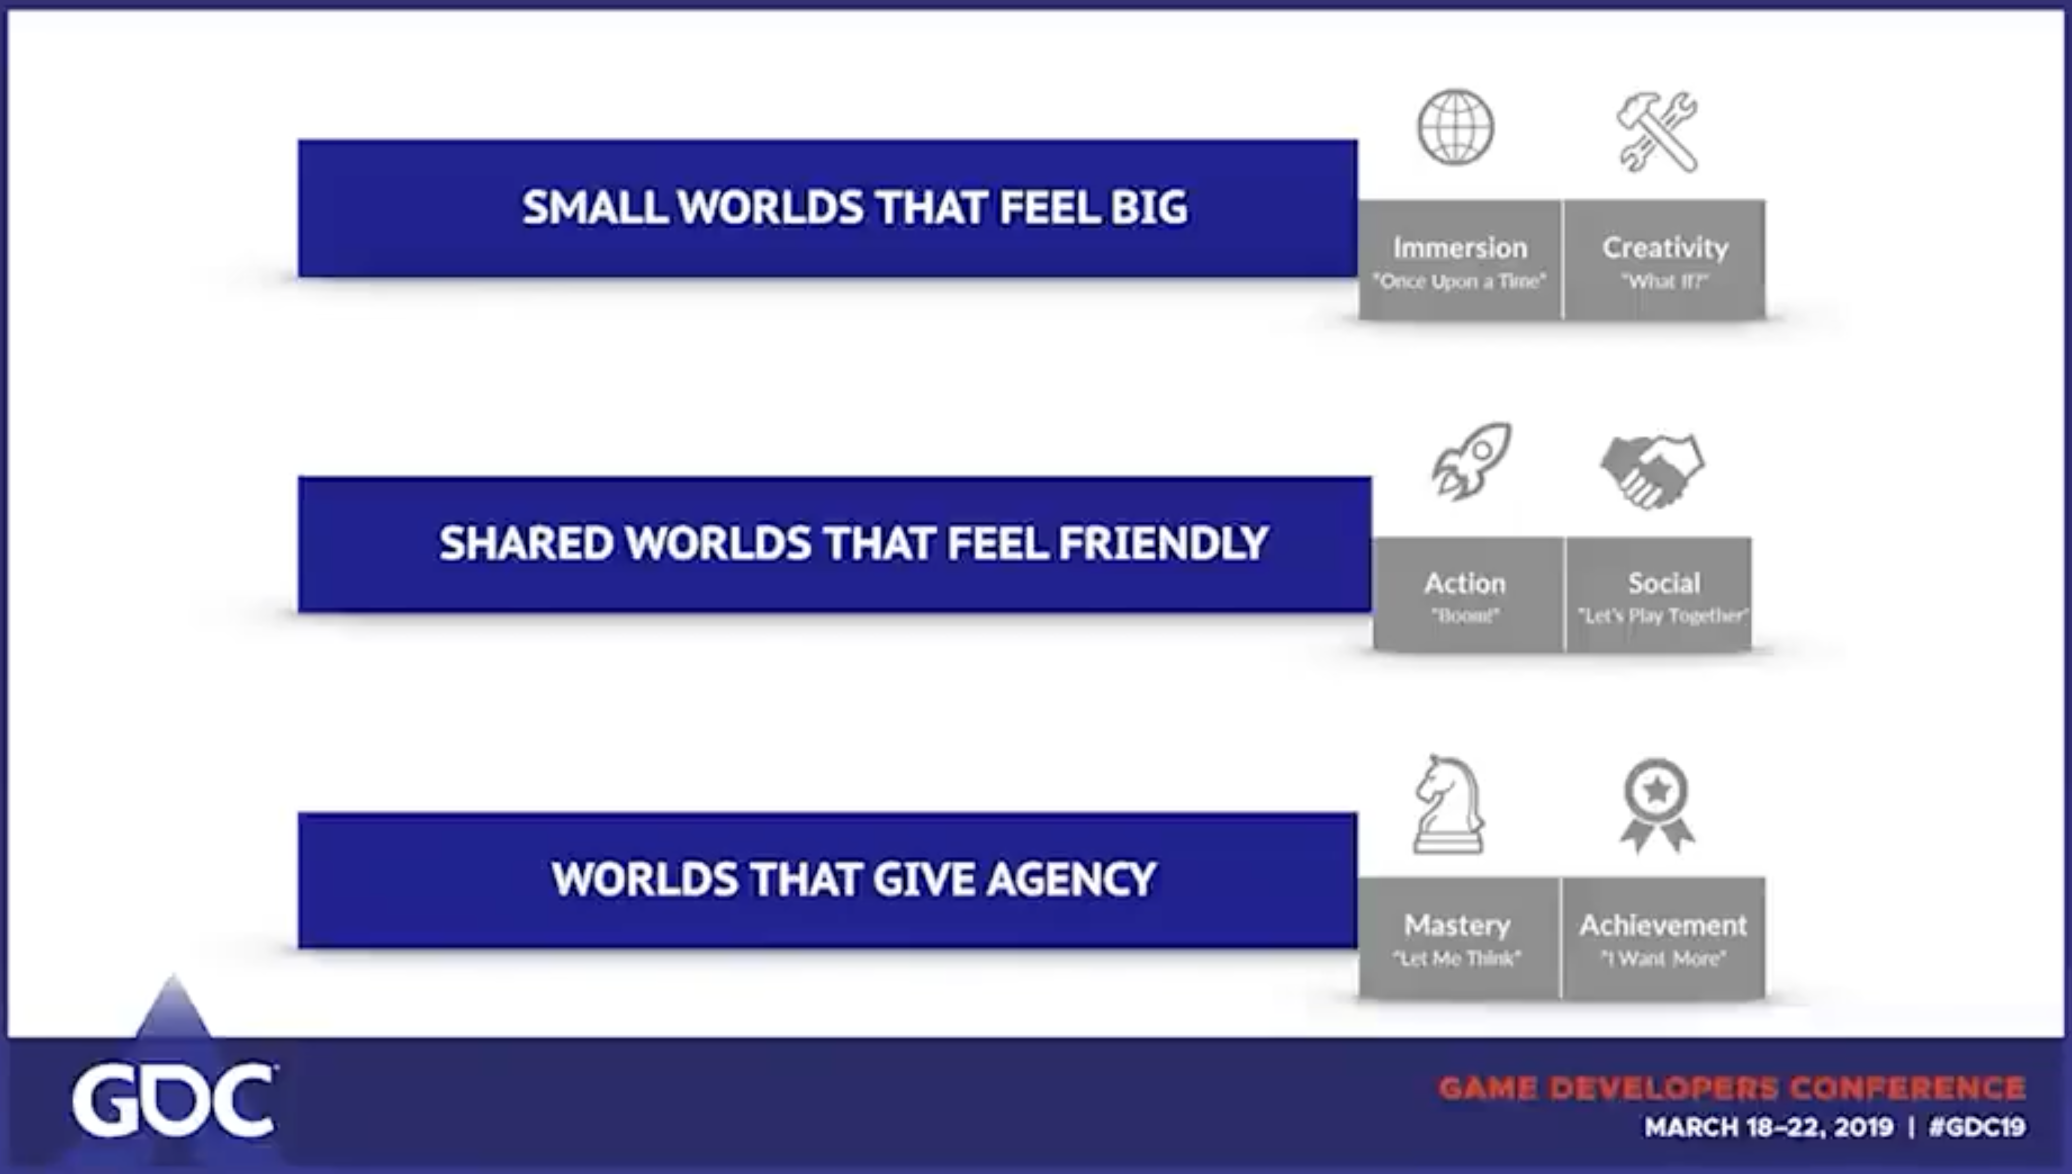 SMALL WORLDS THAT FEEL BIG
Immersion
"Once Upon a Time"
Creativity
"What If?"
SHARED WORLDS THAT FEEL FRIENDLY
Action
"Boom!"
Social
"Let's Play Together"
WORLDS THAT GIVE AGENCY
Mastery
"Let Me Think"
Achievement
"I Want More"
GDC
GAME DEVELOPERS CONFERENCE
MARCH 18–22, 2019 | #GDC19